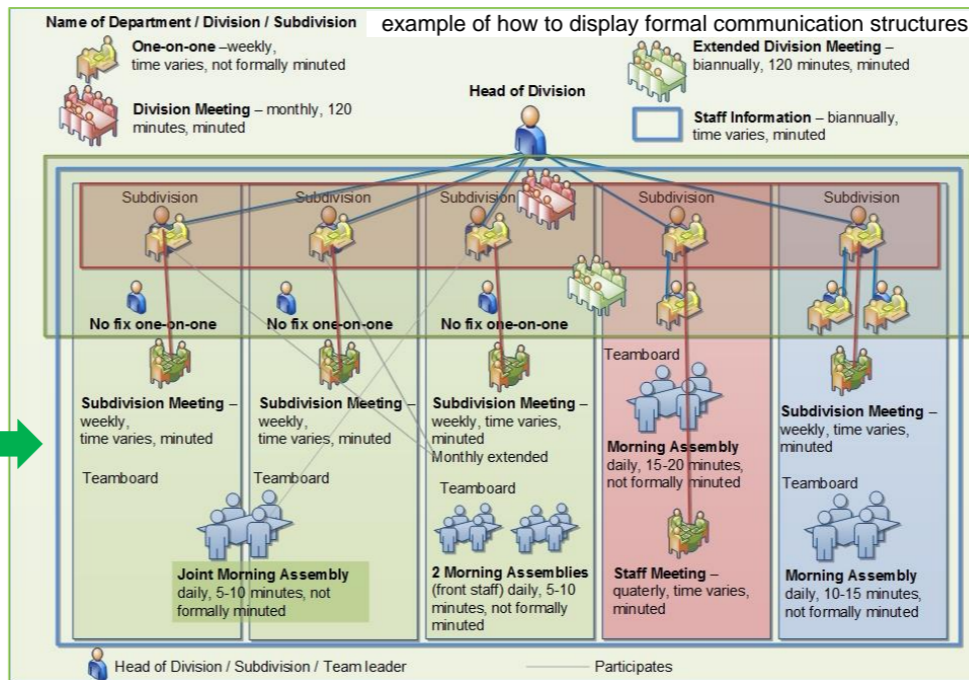 Name of Department / Division / Subdivision
example of how to display formal communication structures
One-on-one –weekly,
time varies, not formally minuted
Division Meeting – monthly, 120
minutes, minuted
Head of Division
Extended Division Meeting –
biannually, 120 minutes, minuted
Staff Information – biannually,
time varies, minuted
Subdivision
Subdivision
Subdivision
Subdivision
Subdivision
No fix one-on-one
No fix one-on-one
No fix one-on-one
Subdivision Meeting –
weekly,
time varies, minuted
Teamboard
Subdivision Meeting –
weekly,
time varies, minuted
Teamboard
Joint Morning Assembly
daily, 5-10 minutes, not
formally minuted
Subdivision Meeting –
weekly, time varies,
minuted
Monthly extended
Teamboard
2 Morning Assemblies
(front staff) daily, 5-10
minutes, not formally
minuted
Teamboard
Morning Assembly
daily, 15-20 minutes,
not formally minuted
Staff Meeting –
quaterly, time varies,
minuted
Subdivision Meeting –
weekly, time varies,
minuted
Teamboard
Morning Assembly
daily, 10-15 minutes,
not formally minuted
Head of Division / Subdivision / Team leader
Participates